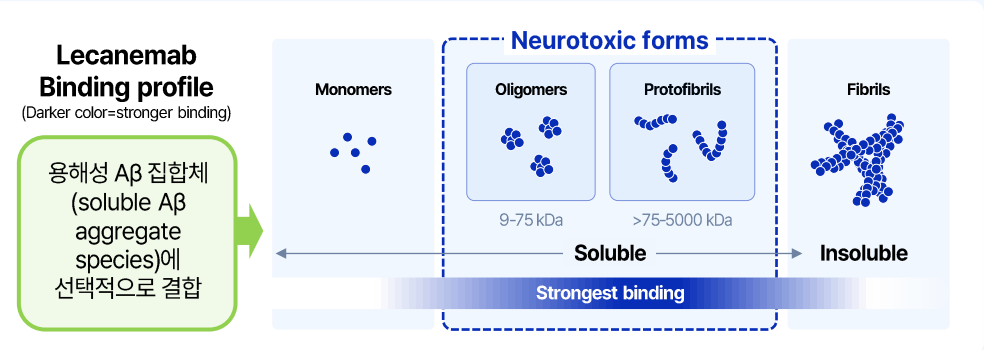 Lecanemab
Binding profile
(Darker color=stronger binding)
용해성 Aβ 집합체
(soluble Aβ
aggregate
species)에
선택적으로 결합
Neurotoxic forms
Monomers
Oligomers
Protofibrils
Fibrils
9-75 kDa
>75-5000 kDa
Soluble
Insoluble
Strongest binding